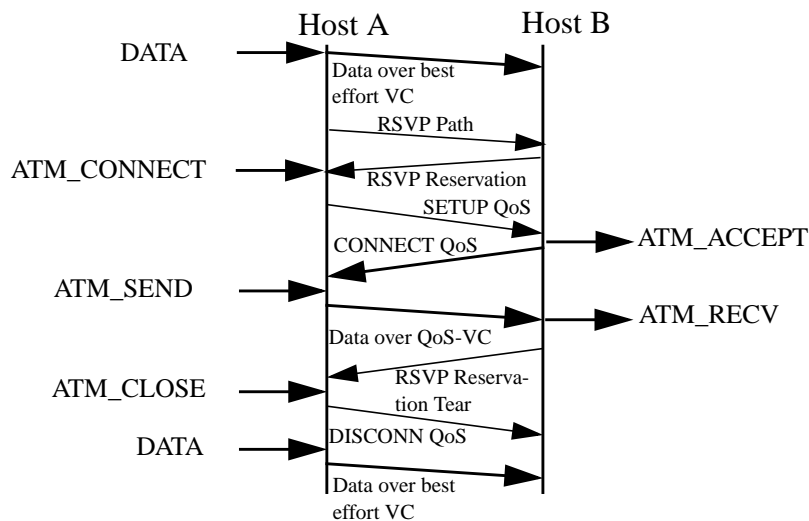 Host A
Host B
DATA
Data over best
effort VC
RSVP Path
ATM_CONNECT
RSVP Reservation
SETUP QoS
ATM_ACCEPT
CONNECT QoS
ATM_SEND
ATM_RECV
Data over QoS-VC
RSVP Reserva-
tion Tear
ATM_CLOSE
DISCONN QoS
DATA
Data over best
effort VC